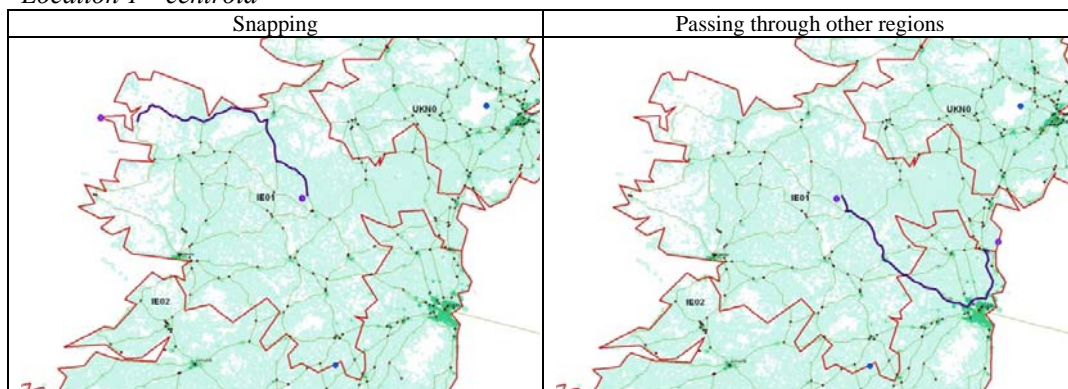 Location 1 – centroid
Snapping
Passing through other regions
UKN0
IE01
IE02
UKN0
IE01
IE02